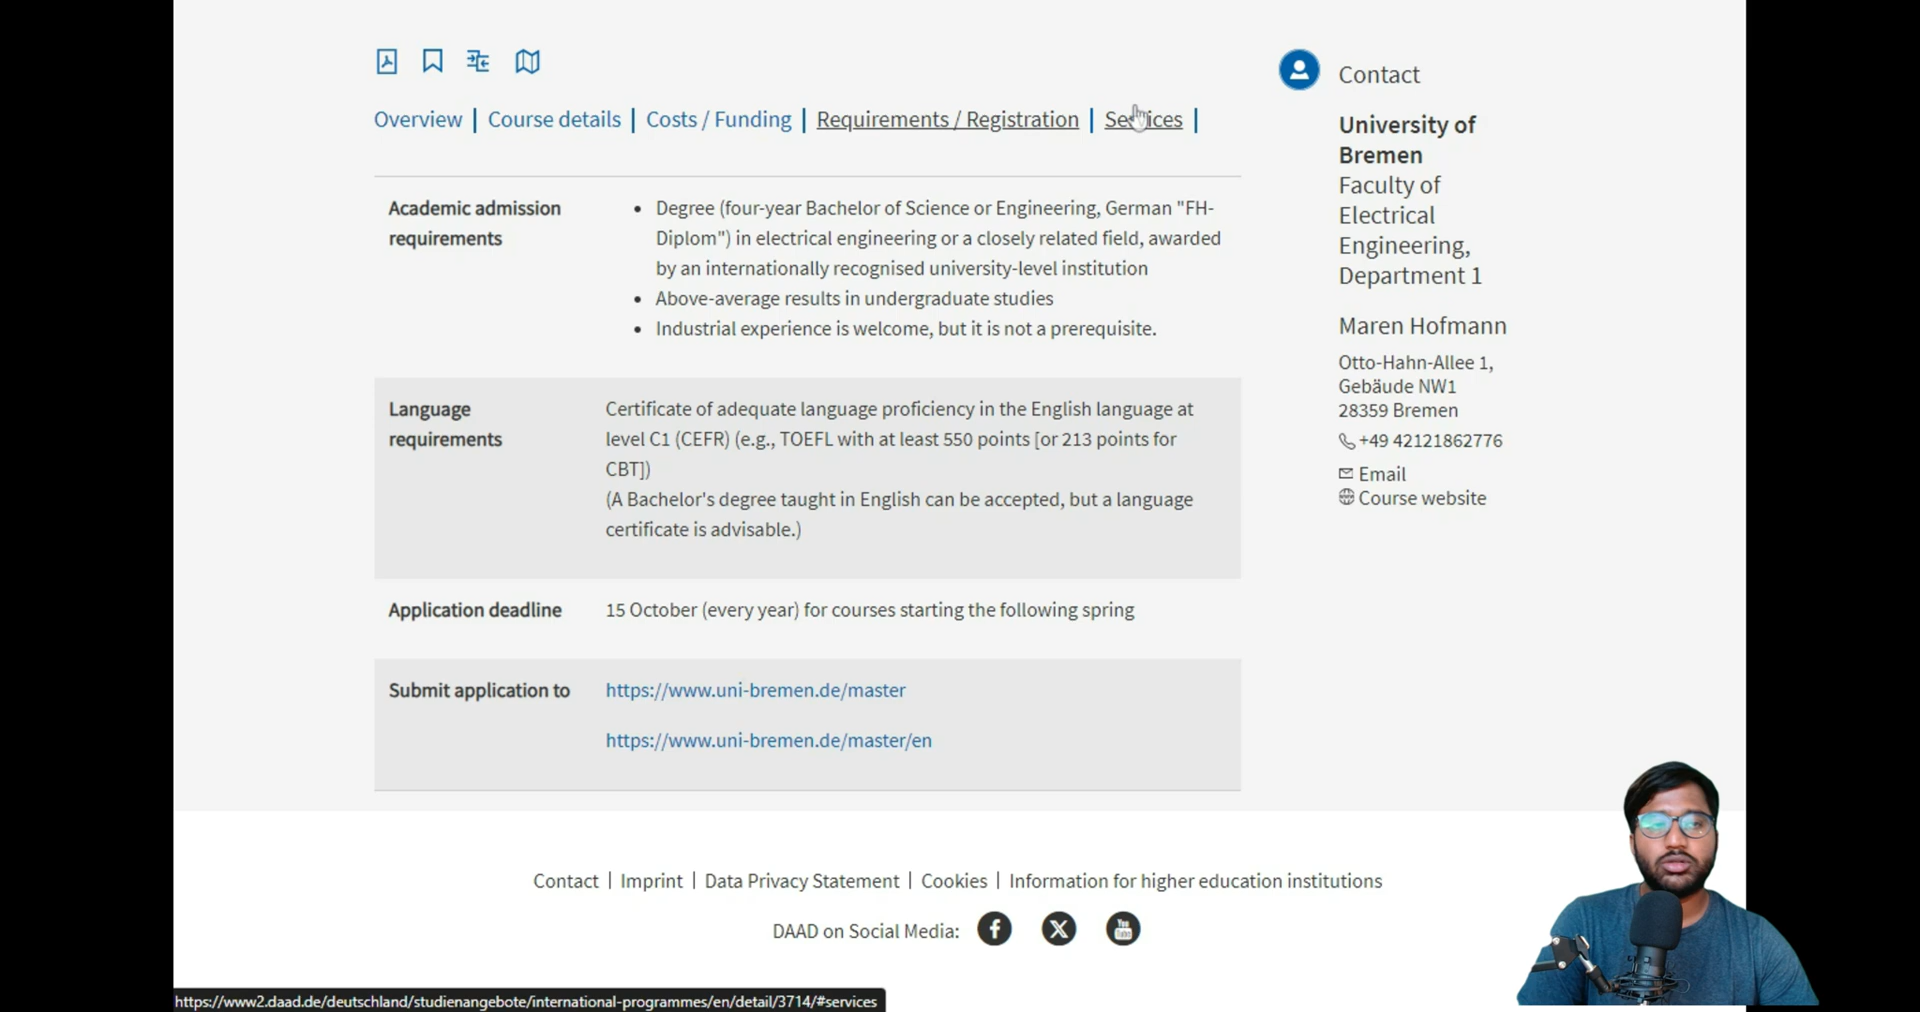 Overview | Course details | Costs / Funding | Requirements / Registration | Services |
Academic admission
requirements
• Degree (four-year Bachelor of Science or Engineering, German "FH-
Diplom") in electrical engineering or a closely related field, awarded
by an internationally recognised university-level institution
• Above-average results in undergraduate studies
• Industrial experience is welcome, but it is not a prerequisite.
Language
requirements
Certificate of adequate language proficiency in the English language at
level C1 (CEFR) (e.g., TOEFL with at least 550 points [or 213 points for
CBT])
(A Bachelor's degree taught in English can be accepted, but a language
certificate is advisable.)
Application deadline
15 October (every year) for courses starting the following spring
Submit application to
https://www.uni-bremen.de/master
https://www.uni-bremen.de/master/en
Contact
University of
Bremen
Faculty of
Electrical
Engineering,
Department 1
Maren Hofmann
Otto-Hahn-Allee 1,
Gebäude NW1
28359 Bremen
+49 42121862776
Email
Course website
Contact | Imprint | Data Privacy Statement | Cookies | Information for higher education institutions
DAAD on Social Media:
https://www2.daad.de/deutschland/studienangebote/international-programmes/en/detail/3714/#services